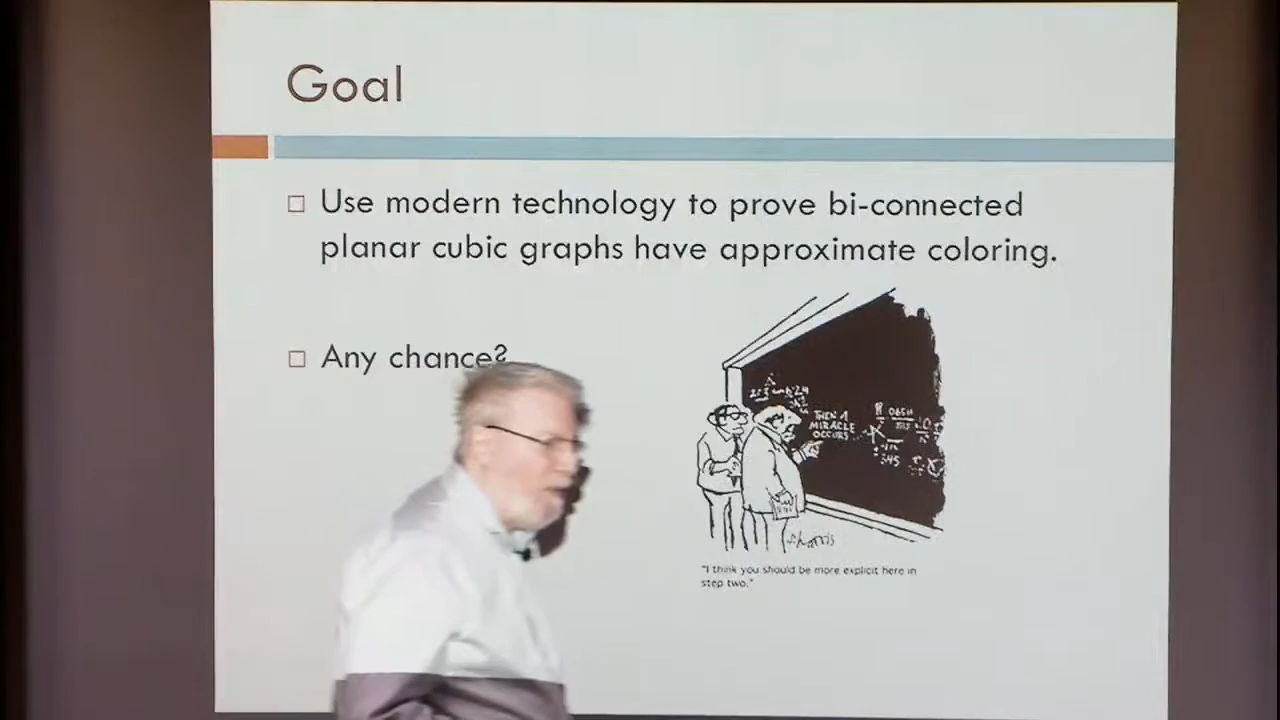 Goal
Use modern technology to prove bi-connected
planar cubic graphs have approximate coloring.
Any chance?
THEN A
MIRACLE
OCCURS
S.Harris
"I think you should be more explicit here in
step two."